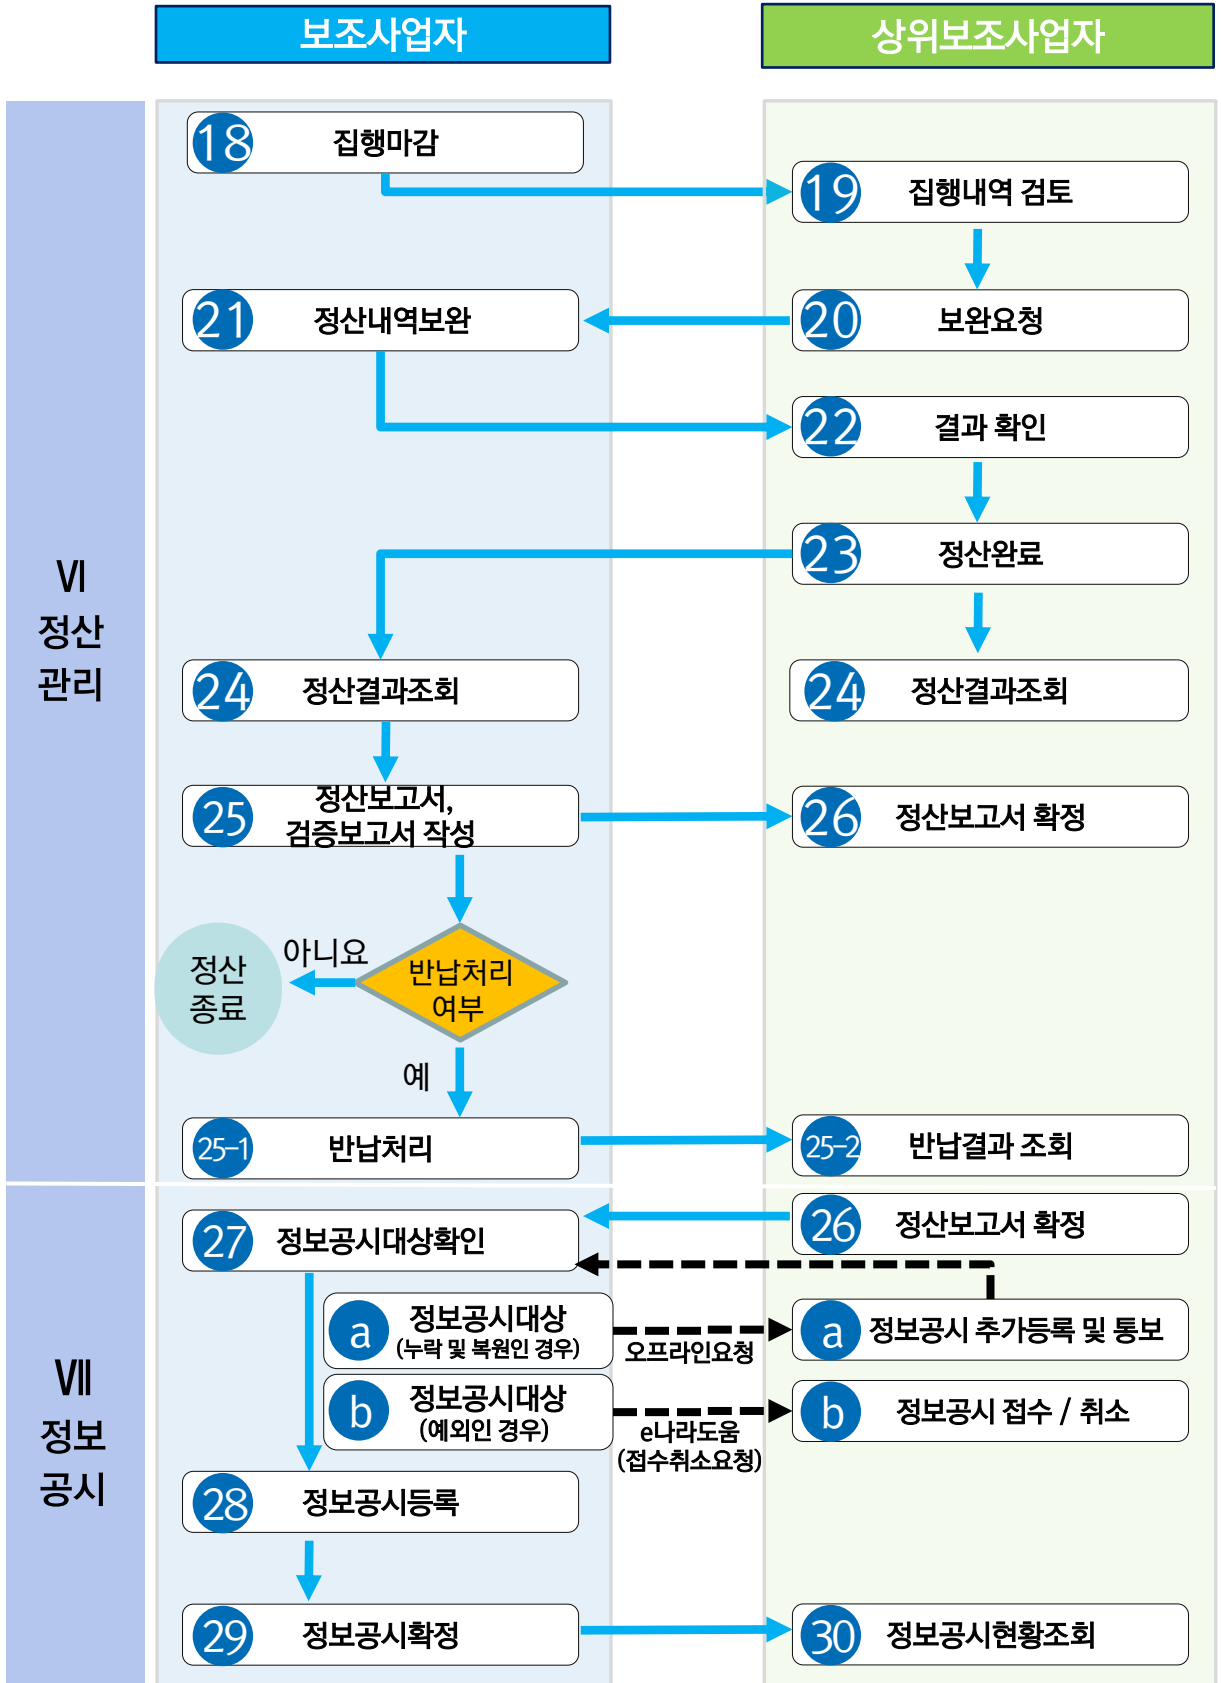 보조사업자
상위보조사업자
Ⅵ
정산
관리
18 집행마감
19 집행내역 검토
21 정산내역보완
20 보완요청
22 결과 확인
23 정산완료
24 정산결과조회
24 정산결과조회
25 정산보고서,
검증보고서 작성
26 정산보고서 확정
반납처리
여부
아니요
정산
종료
예
25-1 반납처리
25-2 반납결과 조회
Ⅶ
정보
공시
26 정산보고서 확정
27 정보공시대상확인
a 정보공시대상
(누락 및 복원인 경우)
오프라인요청
a 정보공시 추가등록 및 통보
b 정보공시대상
(예외인 경우)
e나라도움
(접수취소요청)
b 정보공시 접수 / 취소
28 정보공시등록
29 정보공시확정
30 정보공시현황조회